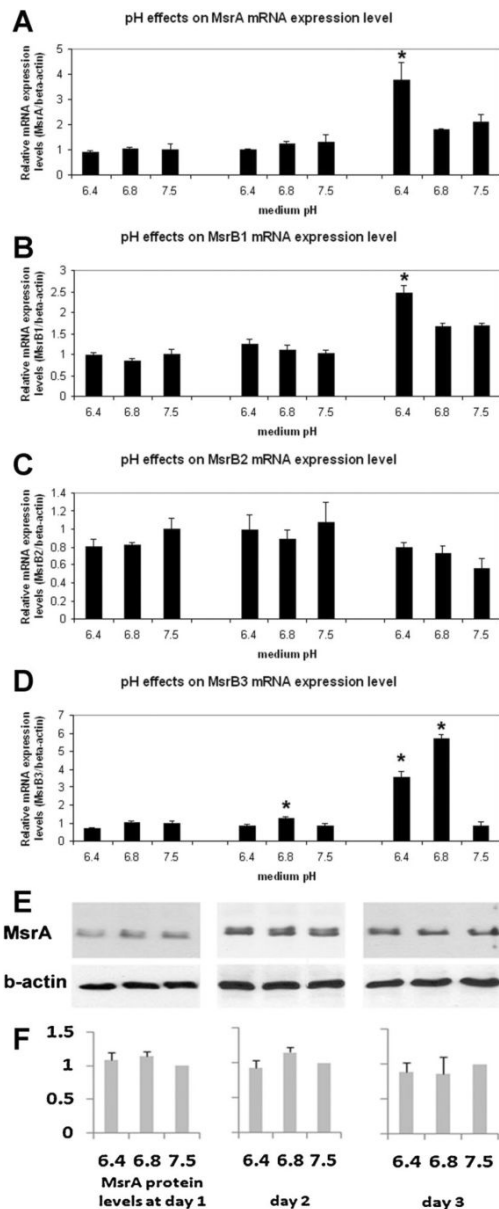 A
pH effects on MsrA mRNA expression level
Relative mRNA expression
levels (MsrA/beta-actin)
5
4
3
2
1
0
*
6.4 6.8 7.5 6.4 6.8 7.5 6.4 6.8 7.5
medium pH
B
pH effects on MsrB1 mRNA expression level
Relative mRNA expression
levels (MsrB1/beta-actin)
3
2.5
2
1.5
1
0.5
0
*
6.4 6.8 7.5 6.4 6.8 7.5 6.4 6.8 7.5
medium pH
C
pH effects on MsrB2 mRNA expression level
Relative mRNA expression
levels (MsrB2/beta-actin)
1.4
1.2
1
0.8
0.6
0.4
0.2
0
6.4 6.8 7.5 6.4 6.8 7.5 6.4 6.8 7.5
medium pH
D
pH effects on MsrB3 mRNA expression level
Relative mRNA expression
levels (MsrB3/beta-actin)
7
6
5
4
3
2
1
0
* * *
6.4 6.8 7.5 6.4 6.8 7.5 6.4 6.8 7.5
medium pH
E
MsrA
b-actin
F
1.5
1
0.5
0
6.4 6.8 7.5 6.4 6.8 7.5 6.4 6.8 7.5
MsrA protein
levels at day 1 day 2 day 3